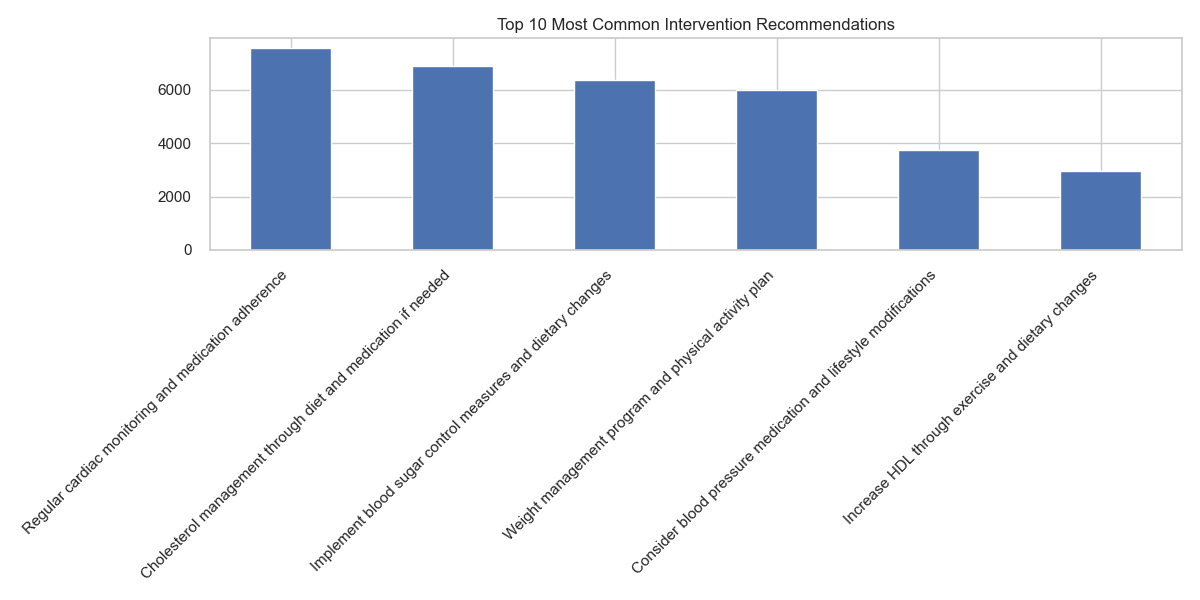 Top 10 Most Common Intervention Recommendations
6000
4000
2000
0
Regular cardiac monitoring and medication adherence
Cholesterol management through diet and medication if needed
Implement blood sugar control measures and dietary changes
Weight management program and physical activity plan
Consider blood pressure medication and lifestyle modifications
Increase HDL through exercise and dietary changes